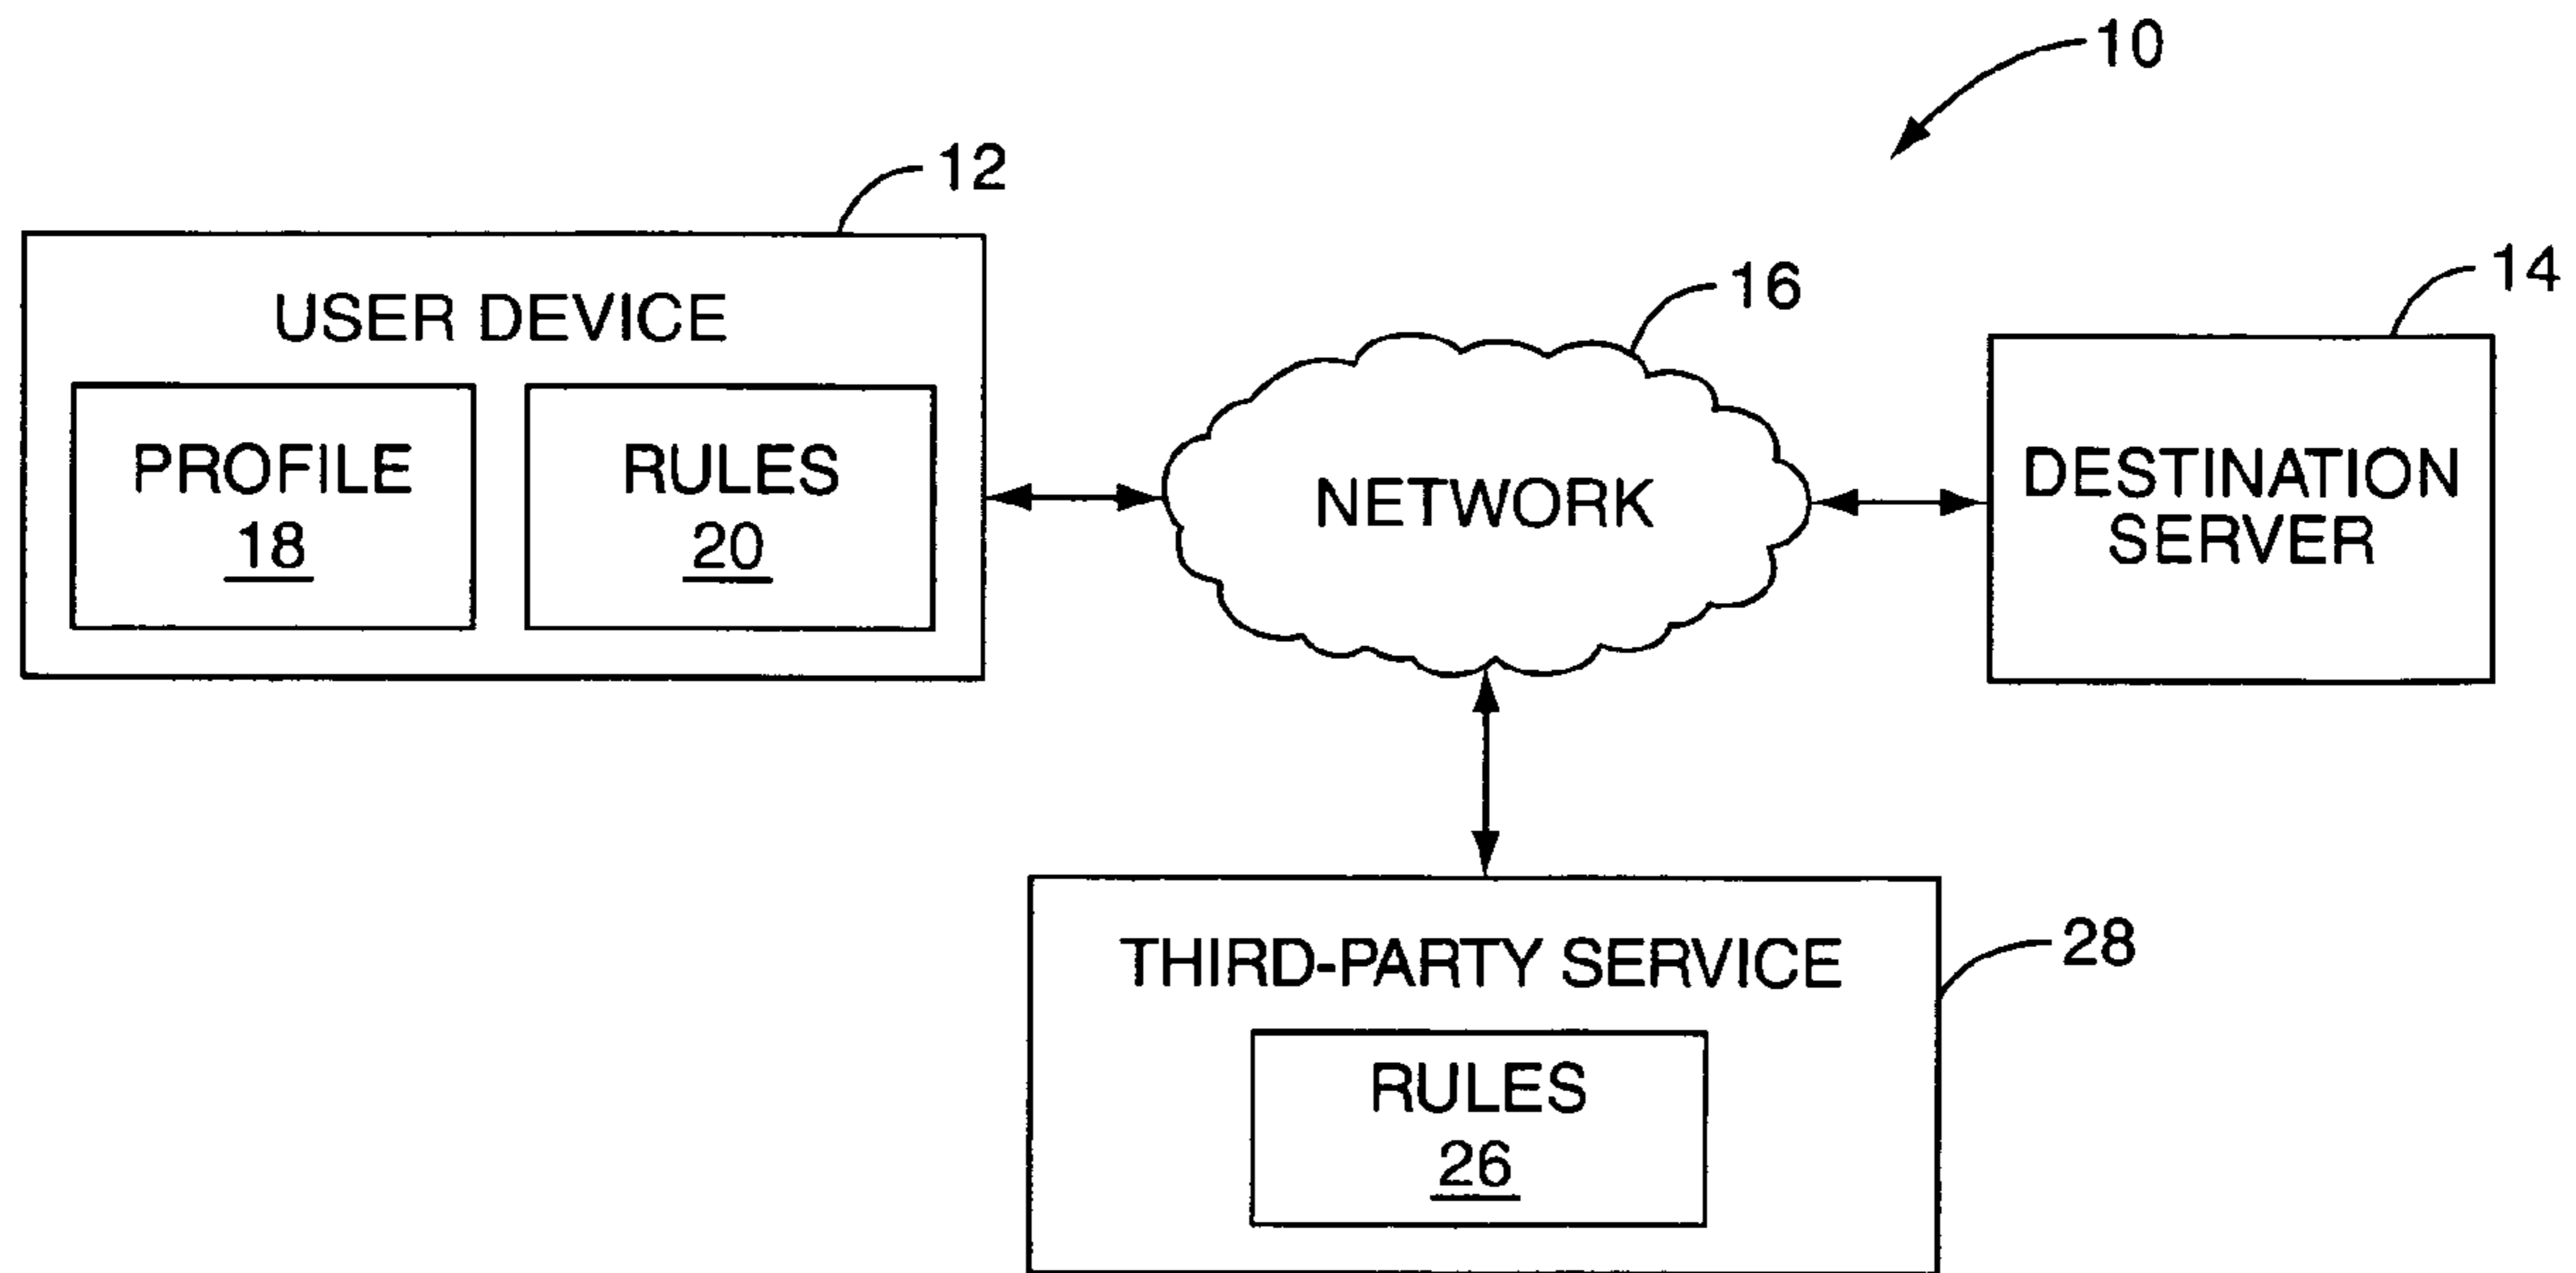 10
12
USER DEVICE
PROFILE
18
RULES
20
16
NETWORK
14
DESTINATION
SERVER
THIRD-PARTY SERVICE
28
RULES
26